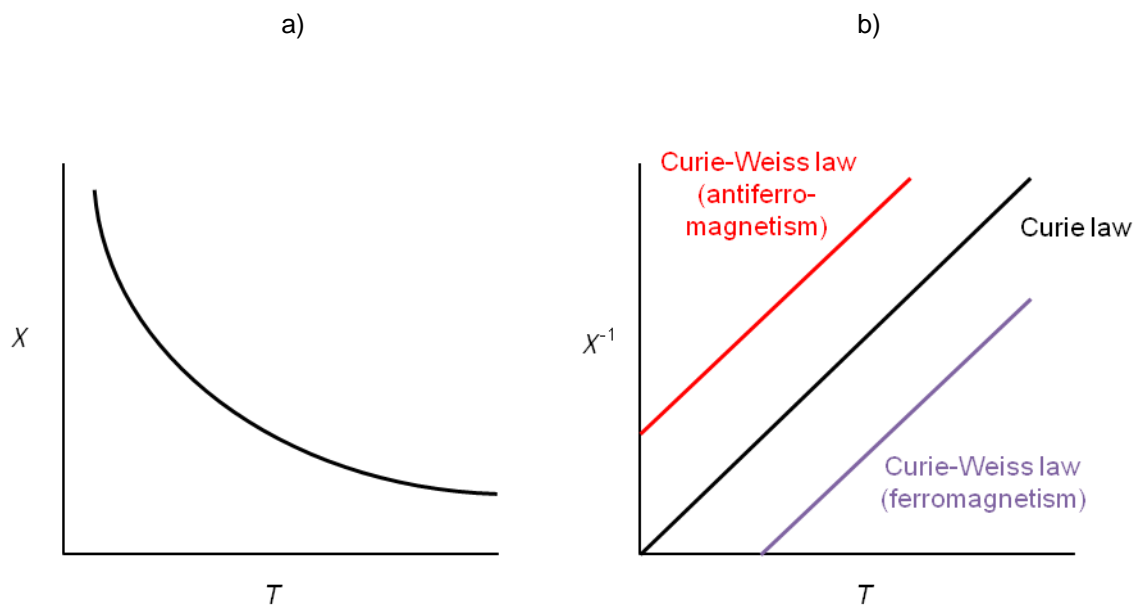 a)
b)
Curie-Weiss law
(antiferro-
magnetism)
Curie law
X
X⁻¹
Curie-Weiss law
(ferromagnetism)
T
T